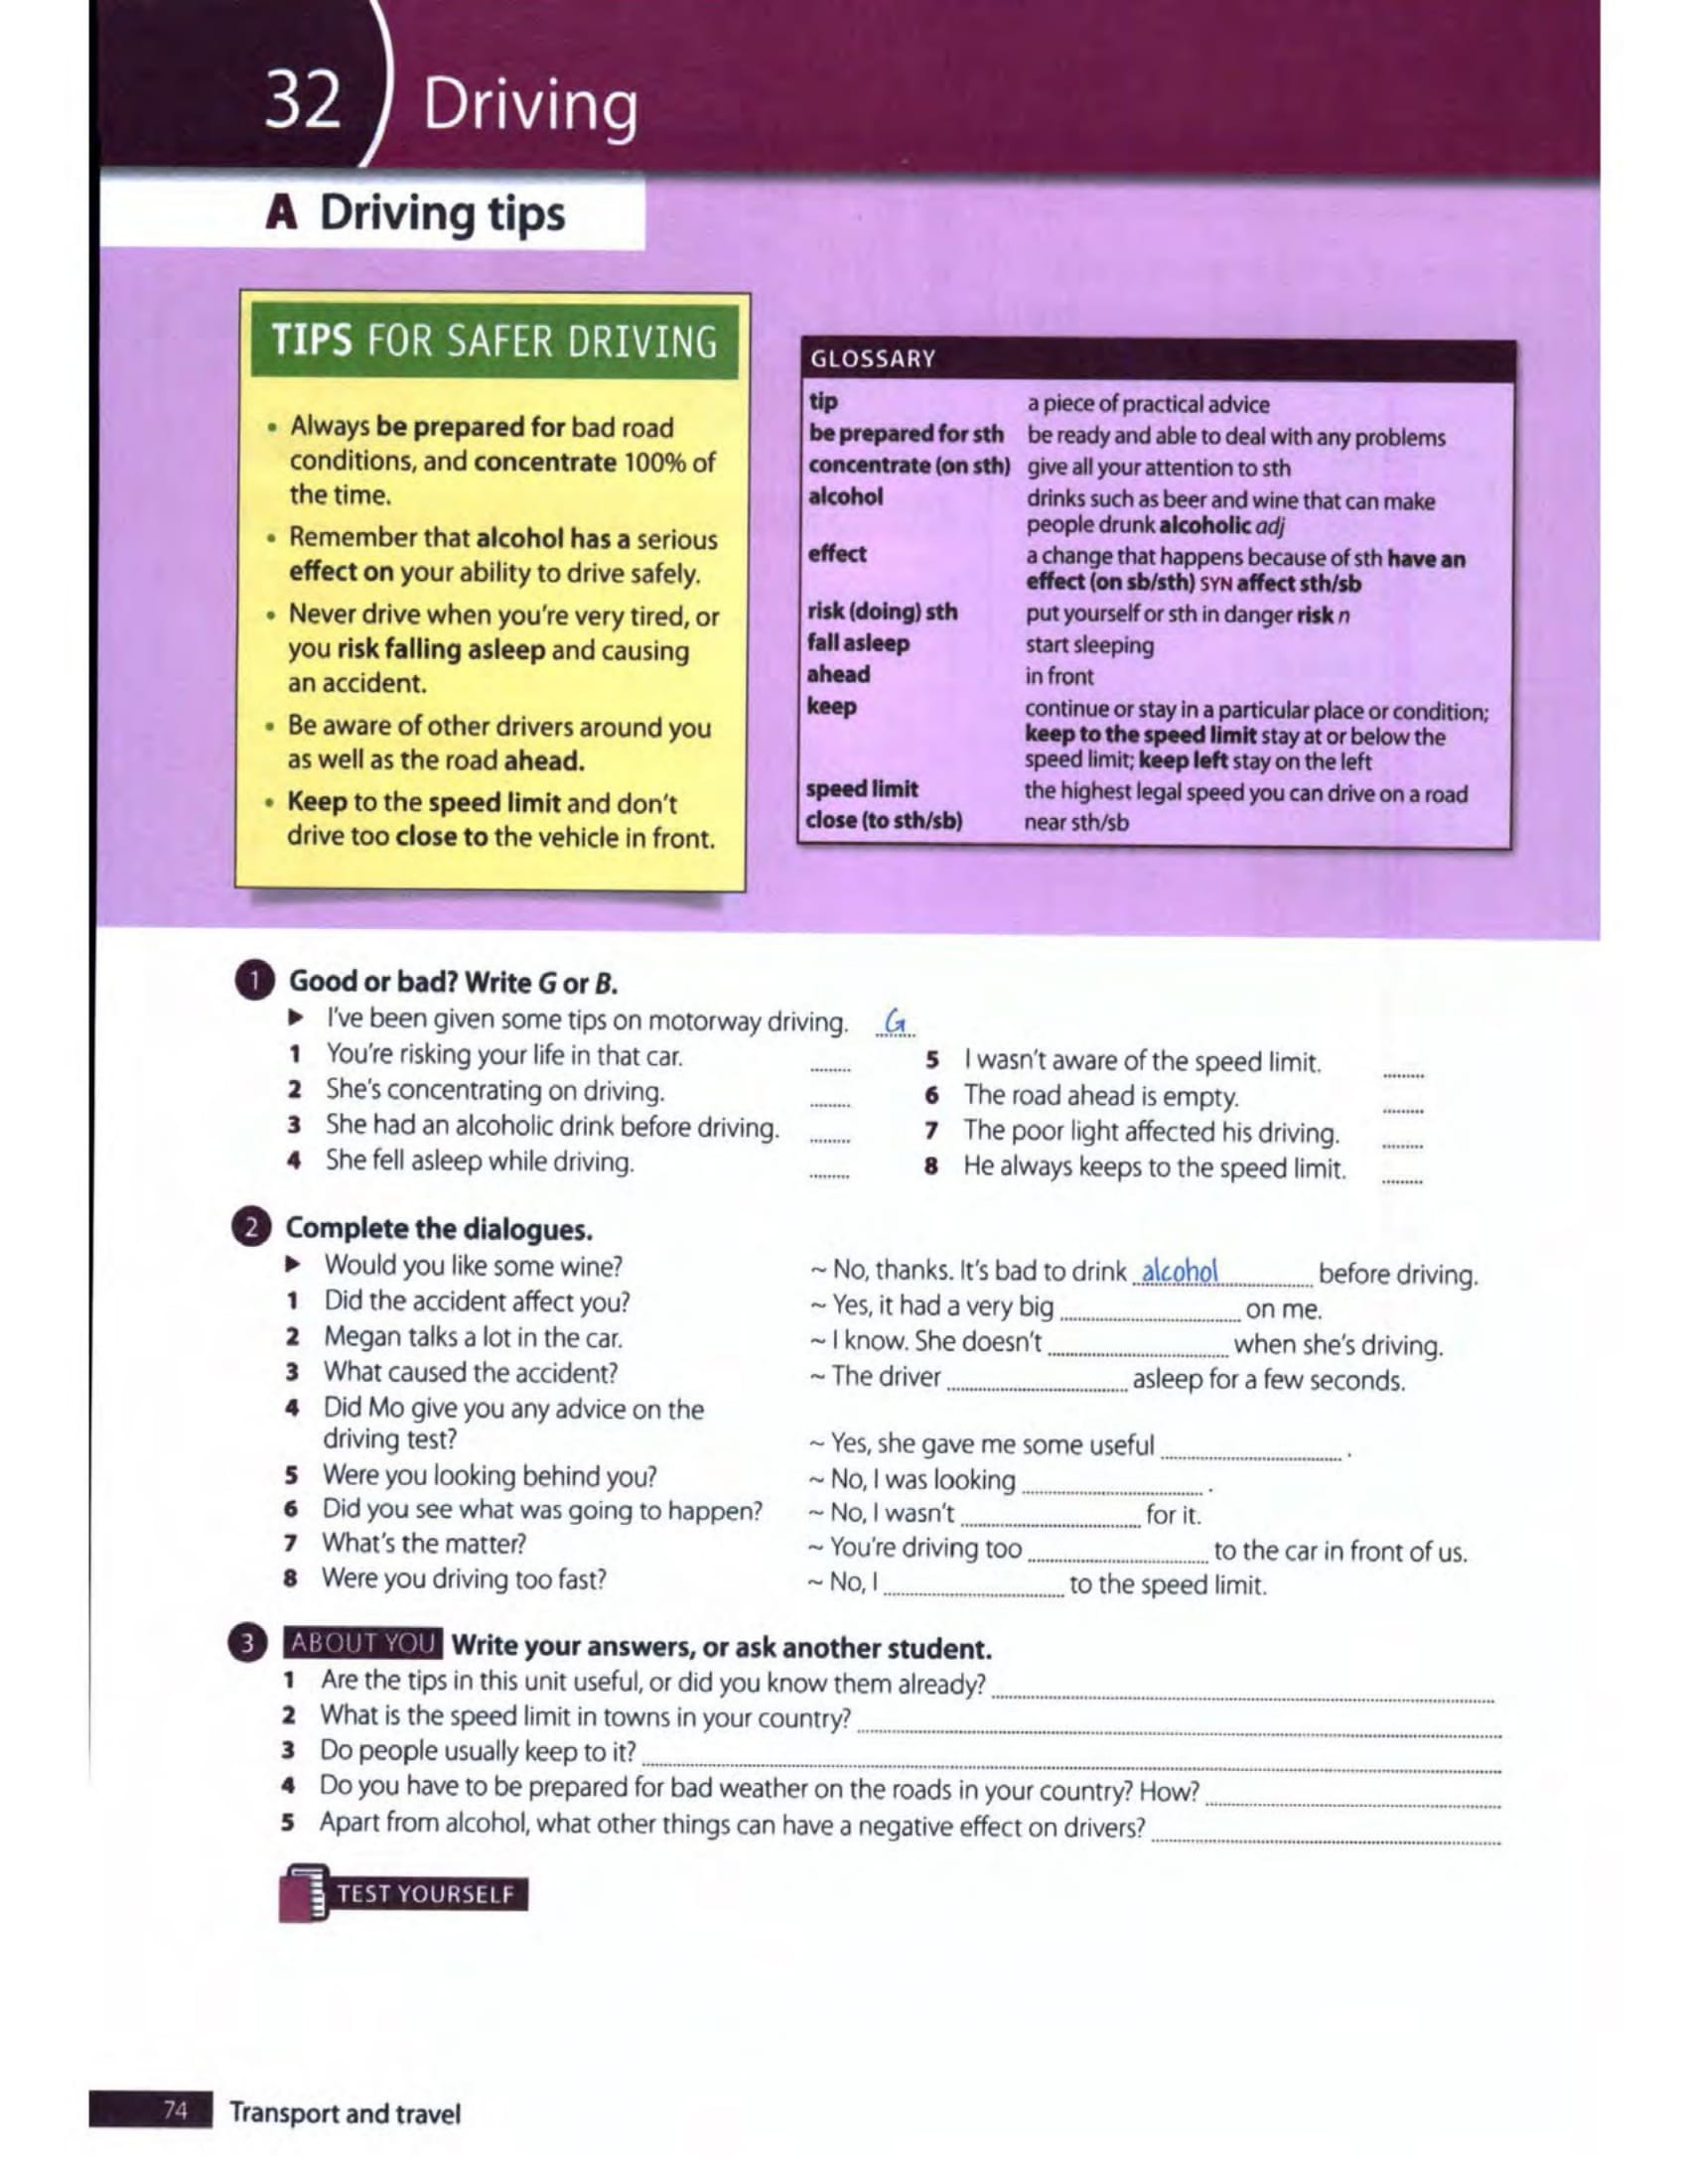 32 Driving
A Driving tips
TIPS FOR SAFER DRIVING
• Always be prepared for bad road
conditions, and concentrate 100% of
the time.
• Remember that alcohol has a serious
effect on your ability to drive safely.
• Never drive when you're very tired, or
you risk falling asleep and causing
an accident.
• Be aware of other drivers around you
as well as the road ahead.
• Keep to the speed limit and don't
drive too close to the vehicle in front.
GLOSSARY
tip a piece of practical advice
be prepared for sth be ready and able to deal with any problems
concentrate (on sth) give all your attention to sth
alcohol drinks such as beer and wine that can make
people drunk alcoholic adj
effect a change that happens because of sth have an
effect (on sb/sth) SYN affect sth/sb
risk (doing) sth put yourself or sth in danger risk n
fall asleep start sleeping
ahead in front
keep continue or stay in a particular place or condition;
keep to the speed limit stay at or below the
speed limit; keep left stay on the left
speed limit the highest legal speed you can drive on a road
close (to sth/sb) near sth/sb
1 Good or bad? Write G or B.
▶ I've been given some tips on motorway driving. G
1 You're risking your life in that car. ........
2 She's concentrating on driving. ........
3 She had an alcoholic drink before driving. ........
4 She fell asleep while driving. ........
5 I wasn't aware of the speed limit. ........
6 The road ahead is empty. ........
7 The poor light affected his driving. ........
8 He always keeps to the speed limit. ........
2 Complete the dialogues.
▶ Would you like some wine? ~ No, thanks. It's bad to drink alcohol before driving.
1 Did the accident affect you? ~ Yes, it had a very big ........ on me.
2 Megan talks a lot in the car. ~ I know. She doesn't ........ when she's driving.
3 What caused the accident? ~ The driver ........ asleep for a few seconds.
4 Did Mo give you any advice on the
driving test? ~ Yes, she gave me some useful ........ .
5 Were you looking behind you? ~ No, I was looking ........ .
6 Did you see what was going to happen? ~ No, I wasn't ........ for it.
7 What's the matter? ~ You're driving too ........ to the car in front of us.
8 Were you driving too fast? ~ No, I ........ to the speed limit.
3 ABOUT YOU Write your answers, or ask another student.
1 Are the tips in this unit useful, or did you know them already? ........
2 What is the speed limit in towns in your country? ........
3 Do people usually keep to it? ........
4 Do you have to be prepared for bad weather on the roads in your country? How? ........
5 Apart from alcohol, what other things can have a negative effect on drivers? ........
TEST YOURSELF
74 Transport and travel